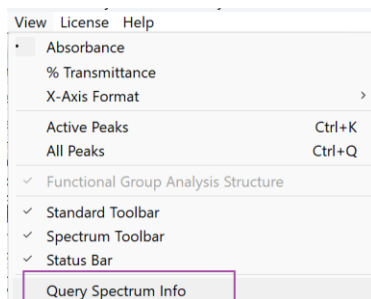 View License Help
Absorbance
% Transmittance
X-Axis Format
Active Peaks Ctrl+K
All Peaks Ctrl+Q
Functional Group Analysis Structure
Standard Toolbar
Spectrum Toolbar
Status Bar
Query Spectrum Info